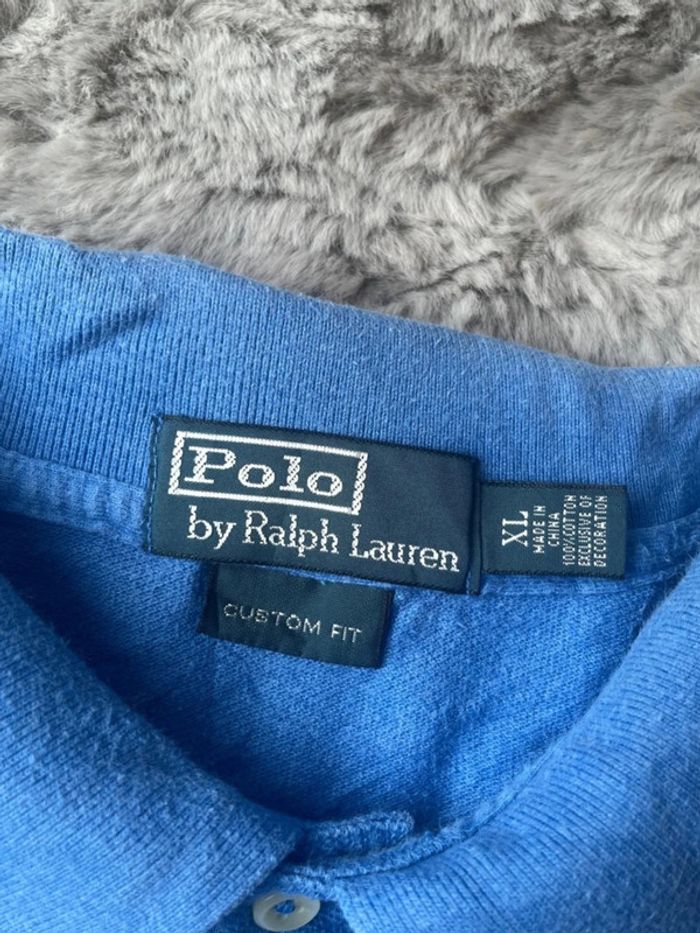 Polo
by Ralph Lauren
CUSTOM FIT
XL
MADE IN
CHINA
100% COTTON
EXCLUSIVE OF
DECORATION